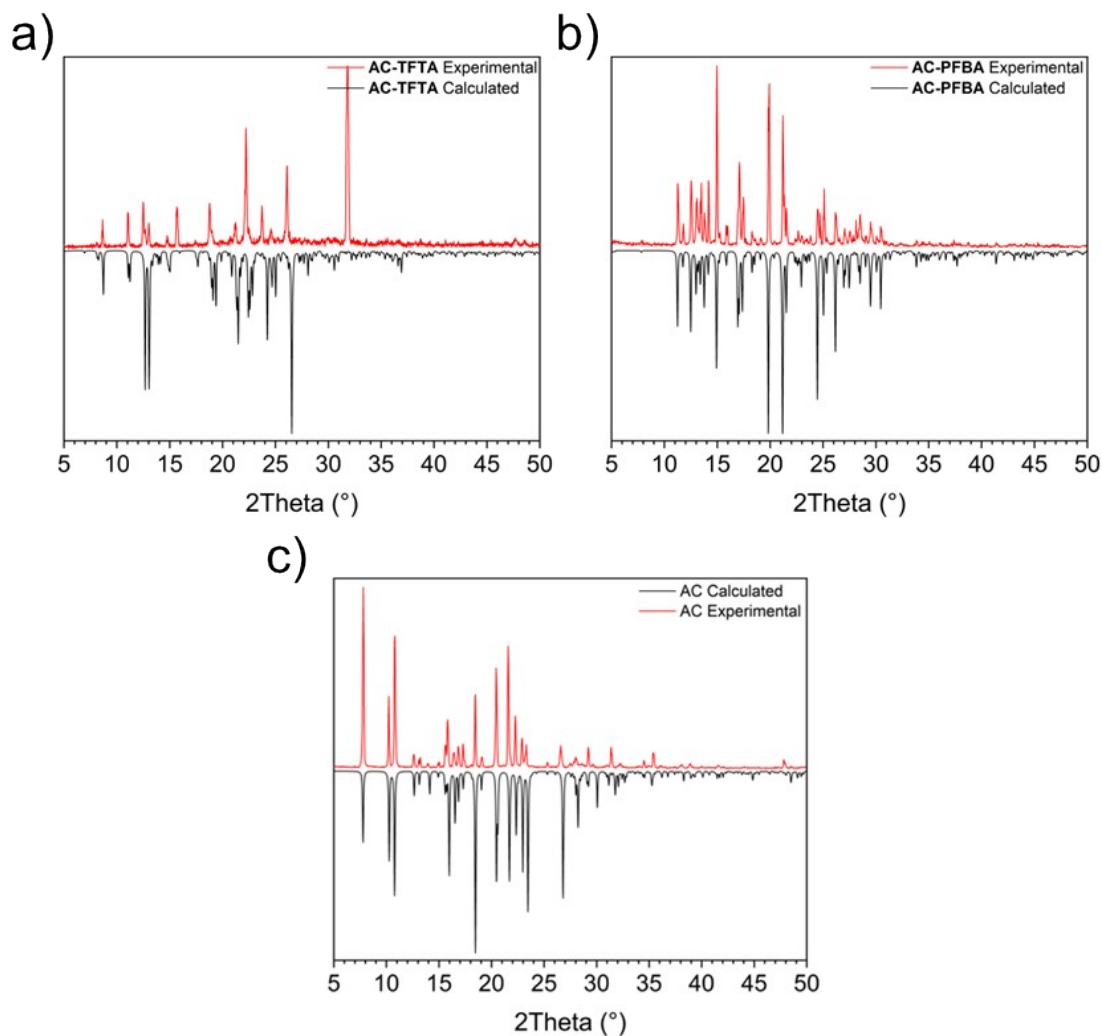 a)
AC-TFTA Experimental
AC-TFTA Calculated
5 10 15 20 25 30 35 40 45 50
2Theta (°)
b)
AC-PFBA Experimental
AC-PFBA Calculated
5 10 15 20 25 30 35 40 45 50
2Theta (°)
c)
AC Calculated
AC Experimental
5 10 15 20 25 30 35 40 45 50
2Theta (°)